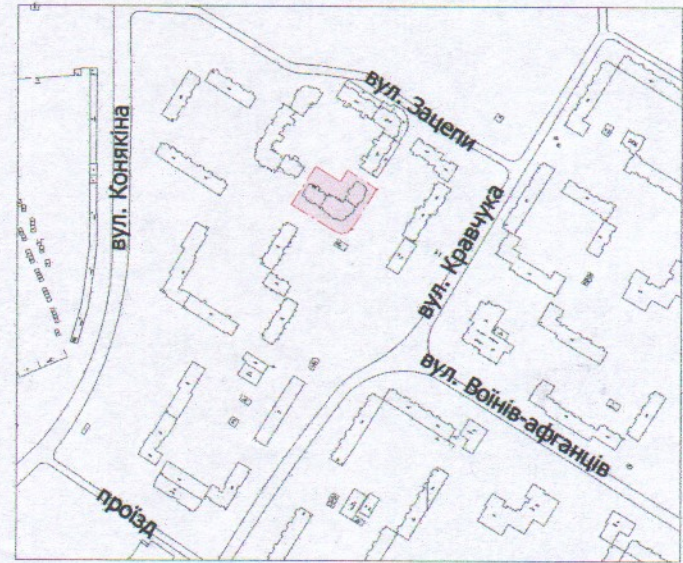 вул. Зацепи
вул. Конякіна
вул. Кравчука
вул. Воїнів-афганців
проїзд